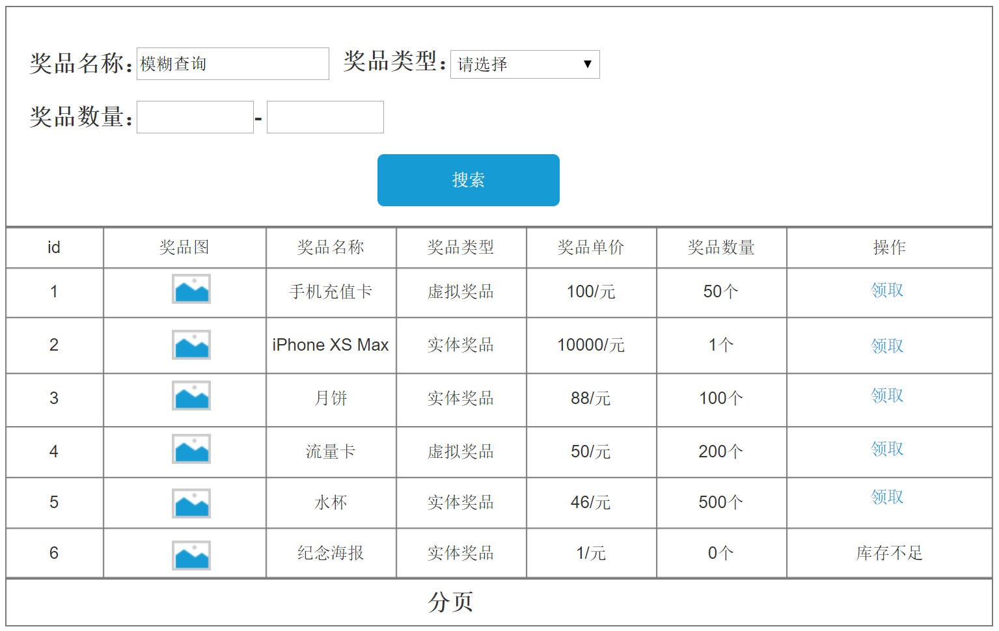 奖品名称：模糊查询 奖品类型：请选择
奖品数量： -
搜索
id 奖品图 奖品名称 奖品类型 奖品单价 奖品数量 操作
1 手机充值卡 虚拟奖品 100/元 50个 领取
2 iPhone XS Max 实体奖品 10000/元 1个 领取
3 月饼 实体奖品 88/元 100个 领取
4 流量卡 虚拟奖品 50/元 200个 领取
5 水杯 实体奖品 46/元 500个 领取
6 纪念海报 实体奖品 1/元 0个 库存不足
分页